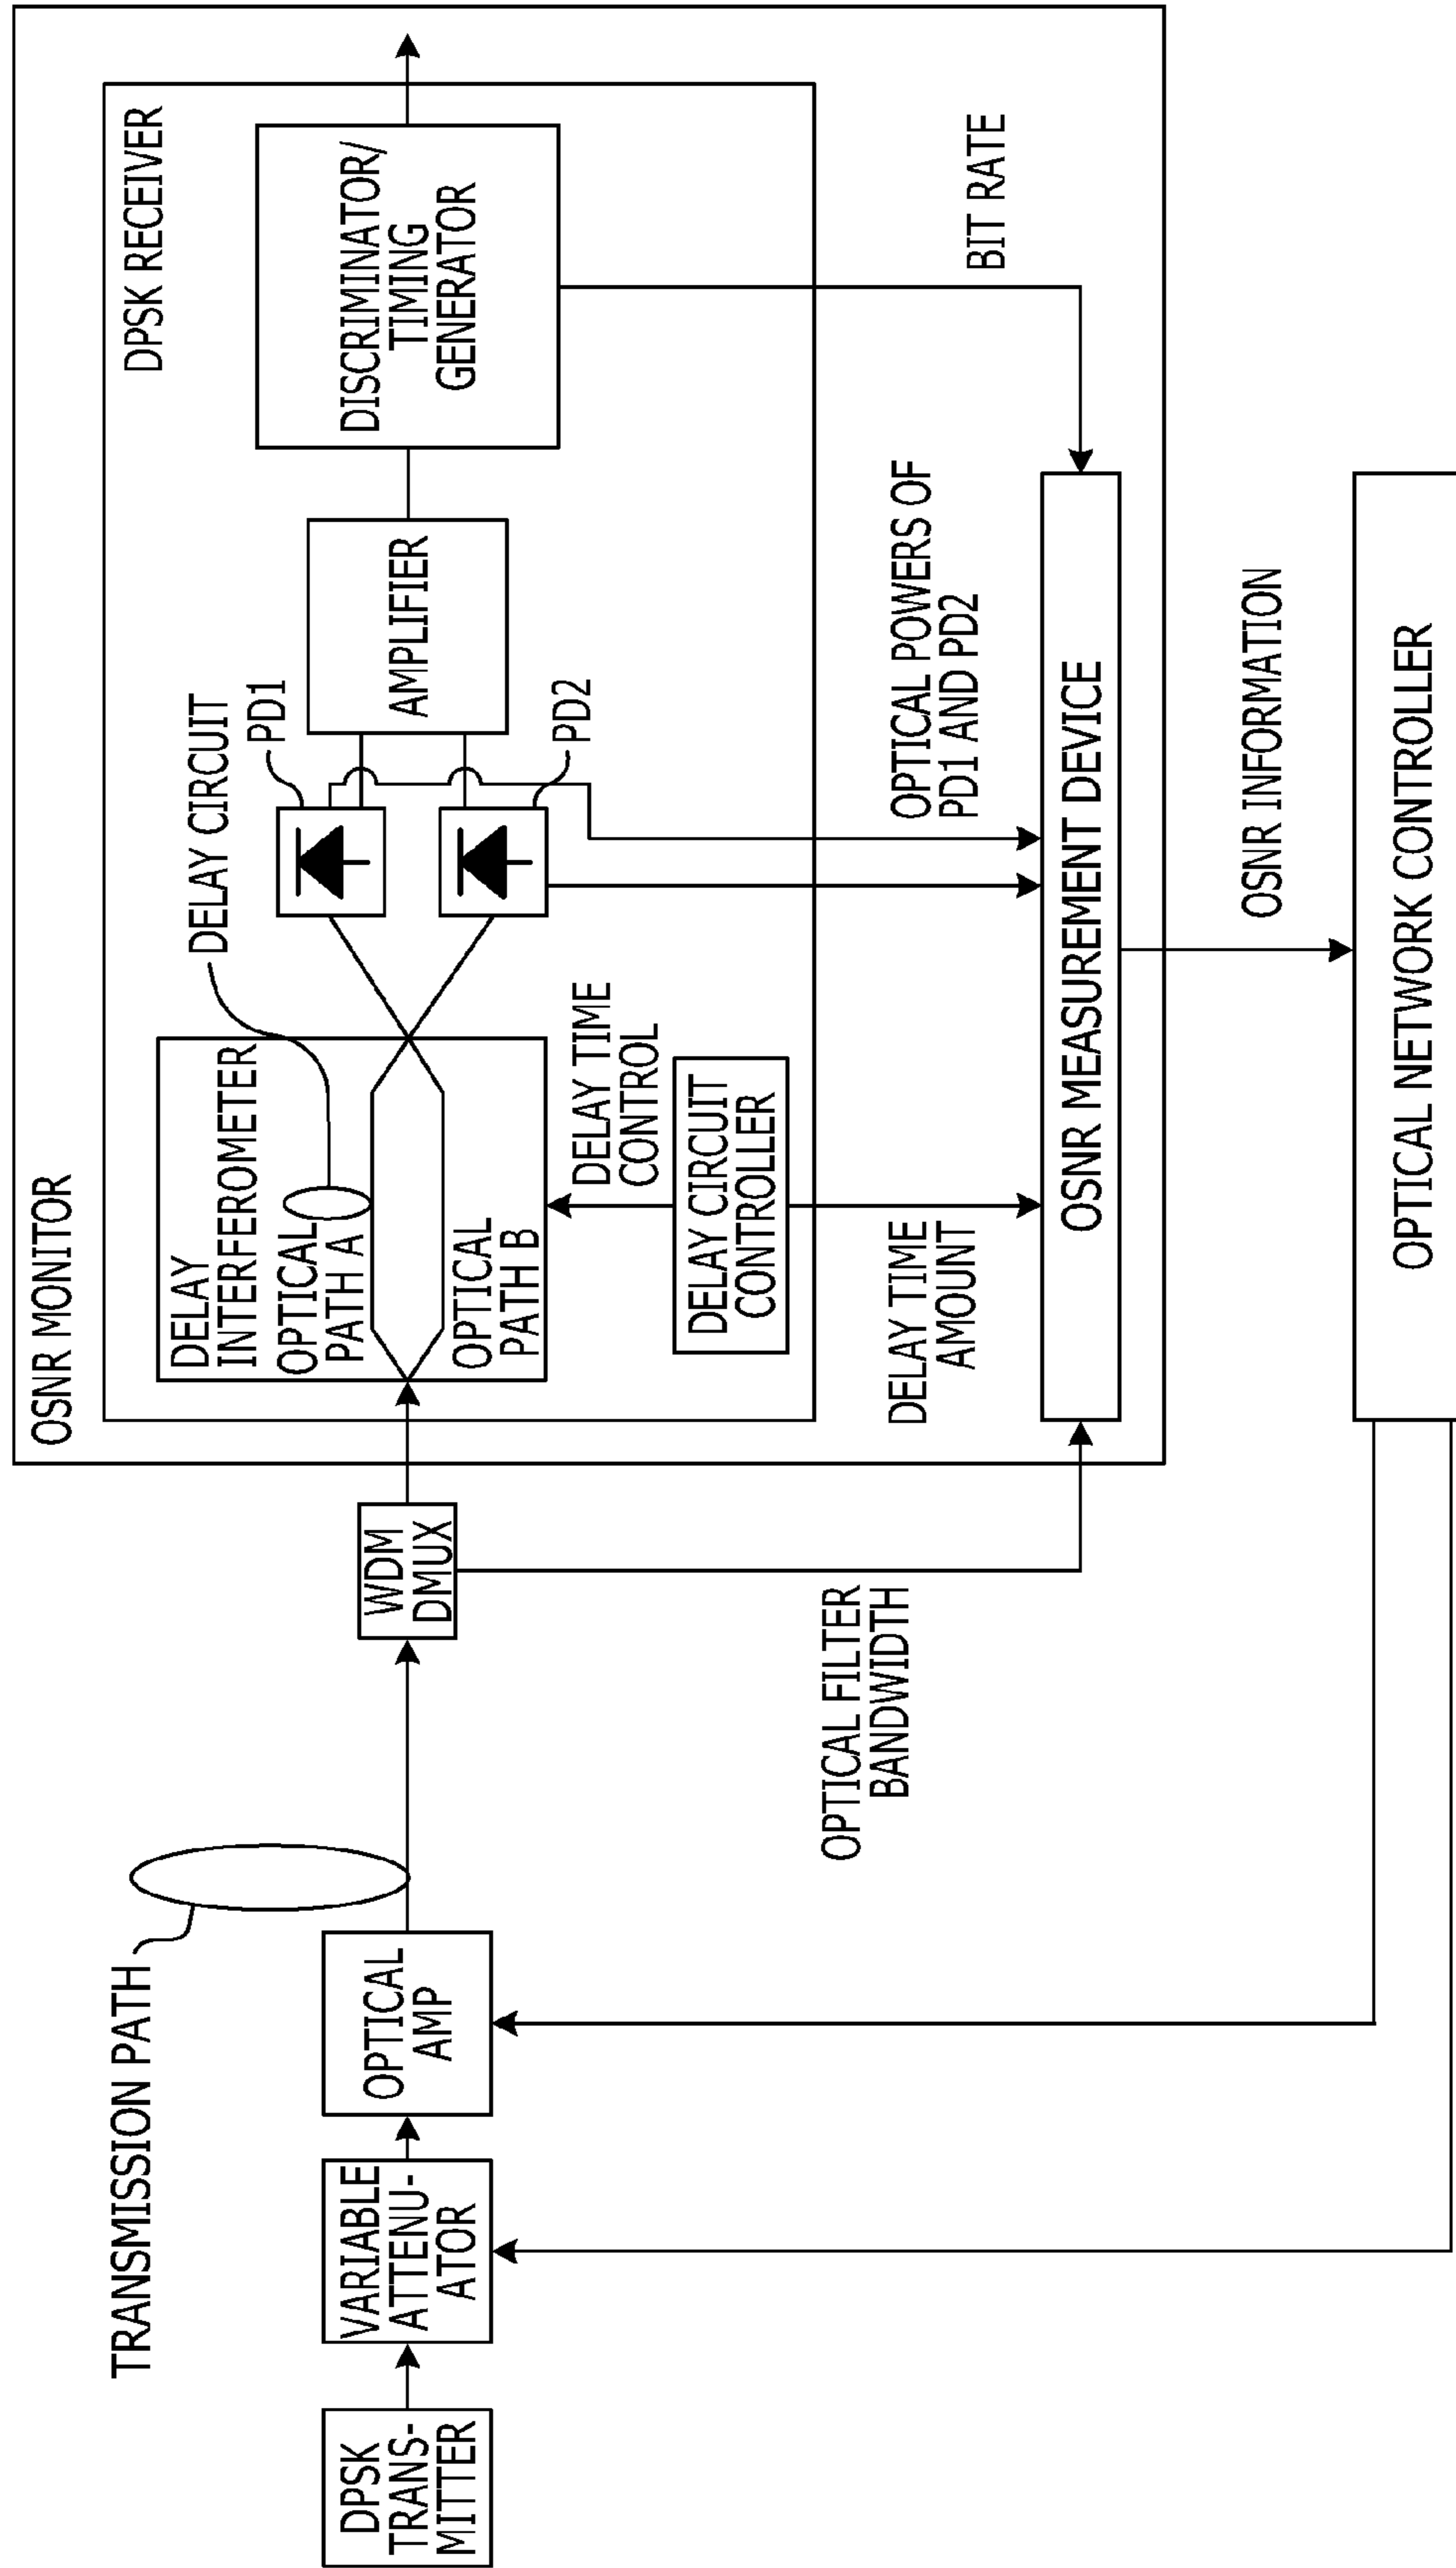 OSNR MONITOR
DPSK RECEIVER
TRANSMISSION PATH
DPSK
TRANS-
MITTER
VARIABLE
ATTENU-
ATOR
OPTICAL
AMP
WDM
DMUX
DELAY
INTERFEROMETER
OPTICAL
PATH A
OPTICAL
PATH B
DELAY CIRCUIT
PD1
PD2
AMPLIFIER
DISCRIMINATOR/
TIMING
GENERATOR
DELAY TIME
CONTROL
DELAY CIRCUIT
CONTROLLER
OPTICAL FILTER
BANDWIDTH
DELAY TIME
AMOUNT
OPTICAL POWERS OF
PD1 AND PD2
BIT RATE
OSNR MEASUREMENT DEVICE
OSNR INFORMATION
OPTICAL NETWORK CONTROLLER